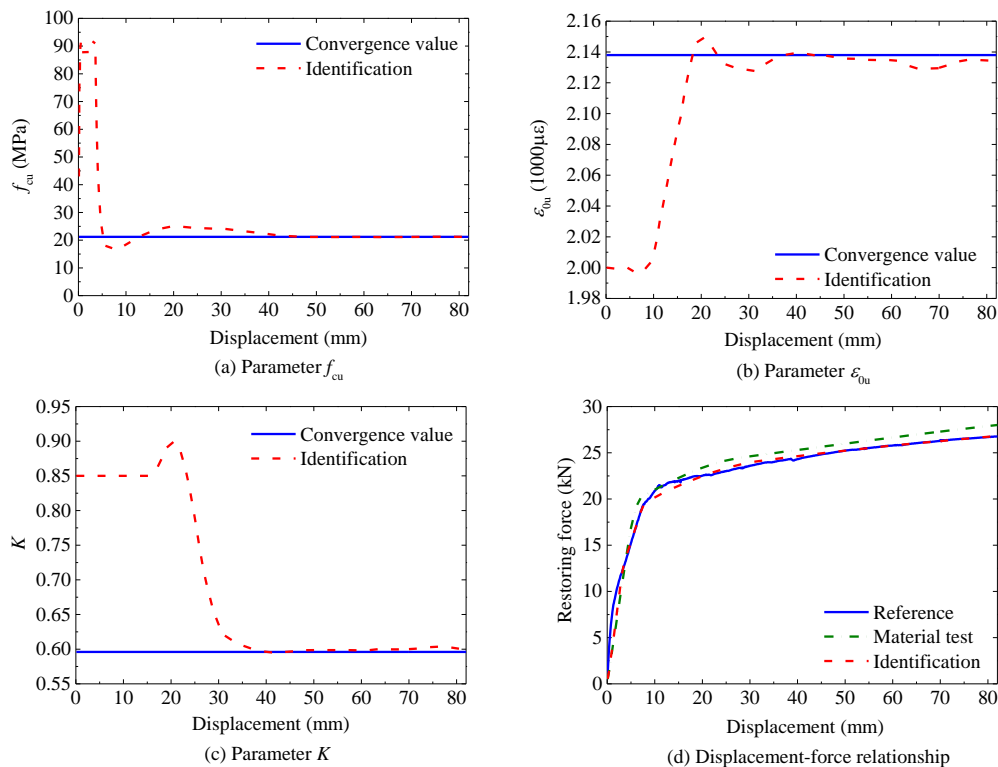 100
90
80
70
60
50
40
30
20
10
0
f_cu (MPa)
Convergence value
Identification
0 10 20 30 40 50 60 70 80
Displacement (mm)
(a) Parameter f_cu
2.16
2.14
2.12
2.10
2.08
2.06
2.04
2.02
2.00
1.98
ε_0u (1000με)
Convergence value
Identification
0 10 20 30 40 50 60 70 80
Displacement (mm)
(b) Parameter ε_0u
0.95
0.90
0.85
0.80
0.75
0.70
0.65
0.60
0.55
K
Convergence value
Identification
0 10 20 30 40 50 60 70 80
Displacement (mm)
(c) Parameter K
30
25
20
15
10
5
0
Restoring force (kN)
Reference
Material test
Identification
0 10 20 30 40 50 60 70 80
Displacement (mm)
(d) Displacement-force relationship